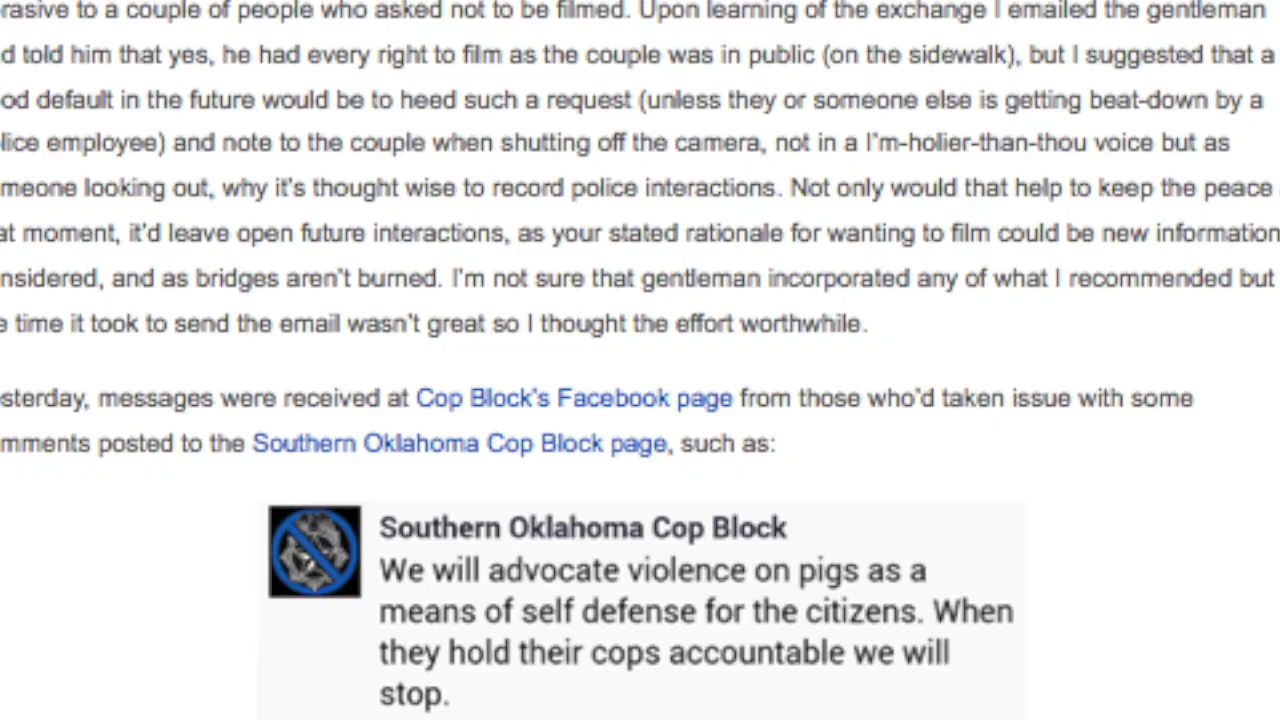 rasive to a couple of people who asked not to be filmed. Upon learning of the exchange I emailed the gentleman
d told him that yes, he had every right to film as the couple was in public (on the sidewalk), but I suggested that a
od default in the future would be to heed such a request (unless they or someone else is getting beat-down by a
lice employee) and note to the couple when shutting off the camera, not in a I'm-holier-than-thou voice but as
meone looking out, why it's thought wise to record police interactions. Not only would that help to keep the peace
at moment, it'd leave open future interactions, as your stated rationale for wanting to film could be new information
nsidered, and as bridges aren't burned. I'm not sure that gentleman incorporated any of what I recommended but
e time it took to send the email wasn't great so I thought the effort worthwhile.
sterday, messages were received at Cop Block's Facebook page from those who'd taken issue with some
mments posted to the Southern Oklahoma Cop Block page, such as:
Southern Oklahoma Cop Block
We will advocate violence on pigs as a
means of self defense for the citizens. When
they hold their cops accountable we will
stop.